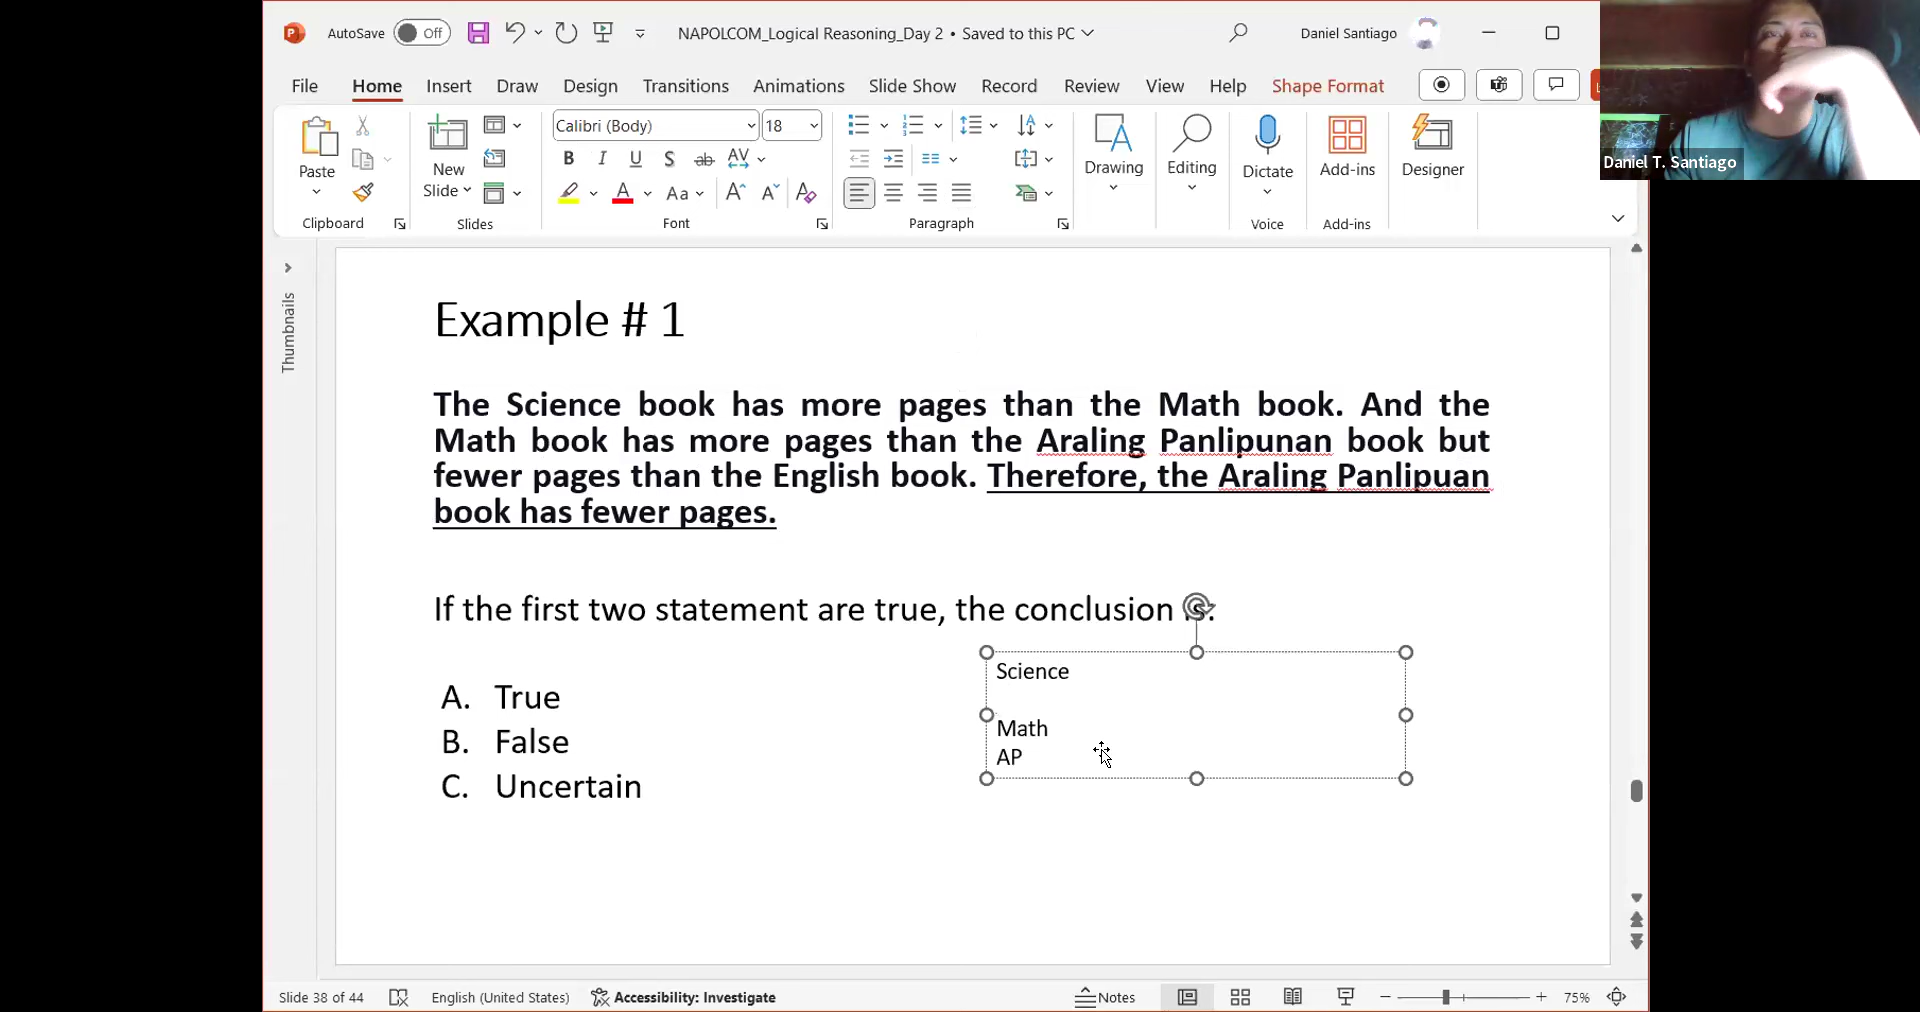 AutoSave Off NAPOLCOM_Logical Reasoning_Day 2 • Saved to this PC Daniel Santiago
File Home Insert Draw Design Transitions Animations Slide Show Record Review View Help Shape Format
Calibri (Body) 18
Paste
New
Slide
Drawing
Editing
Dictate
Add-ins
Designer
Clipboard Slides Font Paragraph Voice Add-ins
Daniel T. Santiago
Thumbnails
Example # 1
The Science book has more pages than the Math book. And the
Math book has more pages than the Araling Panlipunan book but
fewer pages than the English book. Therefore, the Araling Panlipuan
book has fewer pages.
If the first two statement are true, the conclusion is:
A. True
B. False
C. Uncertain
Science
Math
AP
Slide 38 of 44 English (United States) Accessibility: Investigate Notes 75%